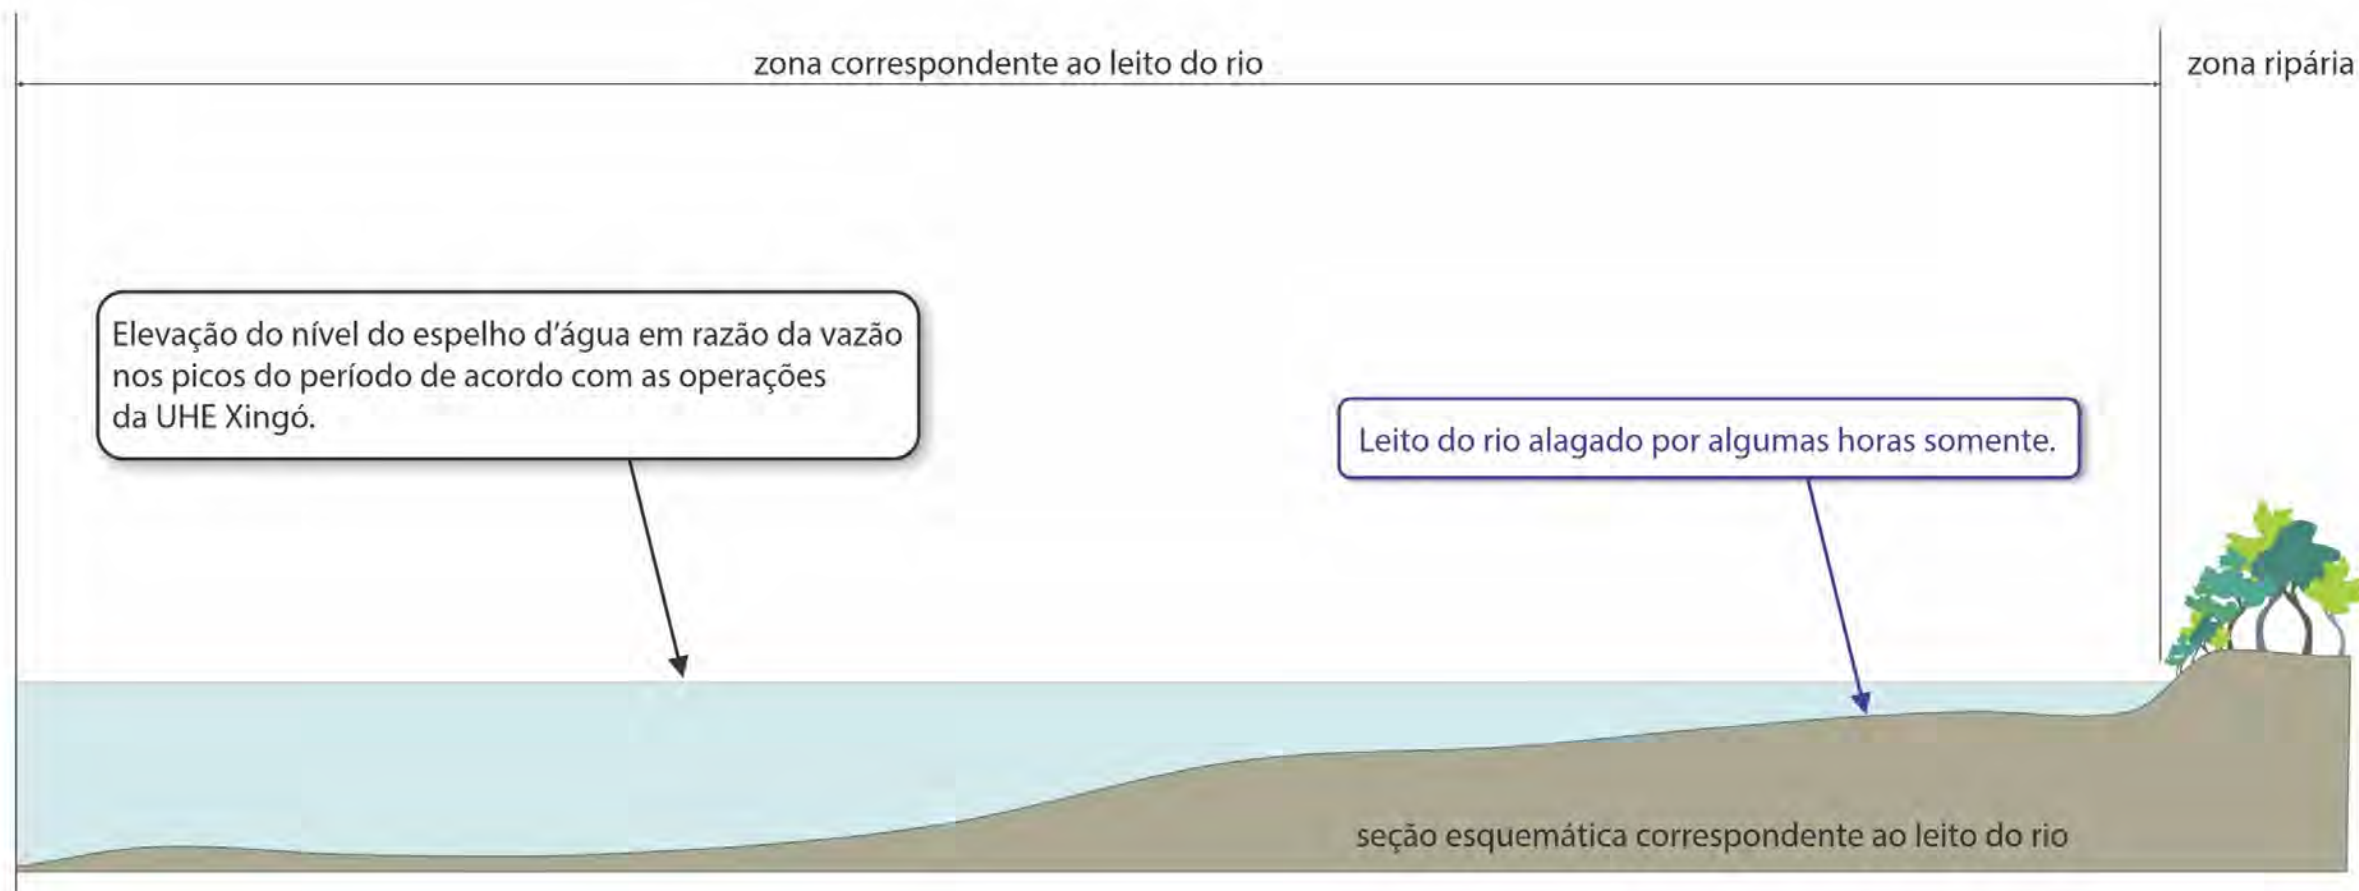 zona correspondente ao leito do rio
zona ripária
Elevação do nível do espelho d'água em razão da vazão
nos picos do período de acordo com as operações
da UHE Xingó.
Leito do rio alagado por algumas horas somente.
seção esquemática correspondente ao leito do rio